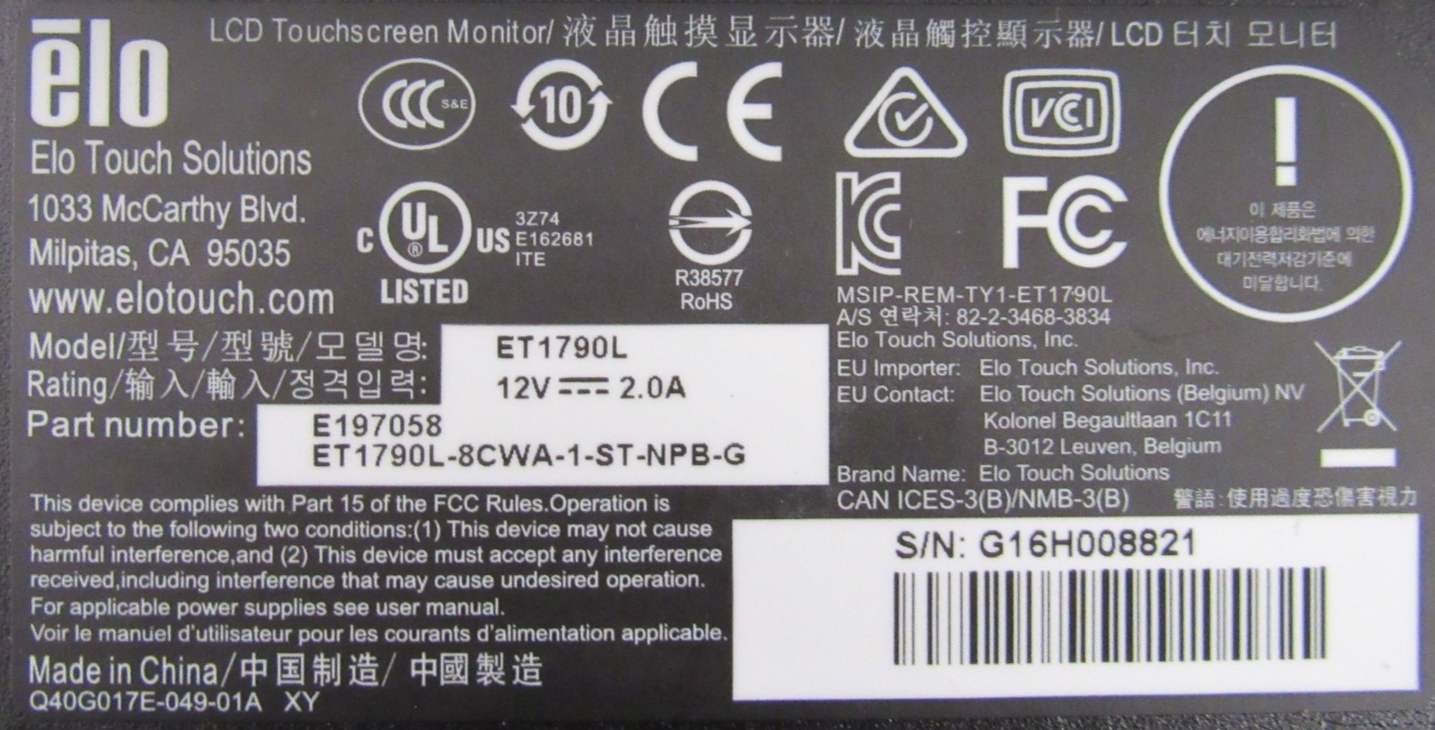 ēlo
LCD Touchscreen Monitor/ 液晶触摸显示器/ 液晶觸控顯示器/ LCD 터치 모니터
Elo Touch Solutions
1033 McCarthy Blvd.
Milpitas, CA 95035
www.elotouch.com
CCC S&E
10
CE
VCI
!
이 제품은
에너지이용합리화법에 의한
대기전력저감기준에
미달합니다.
C UL ® US
LISTED
3Z74
E162681
ITE
R38577
RoHS
KC
FC
MSIP-REM-TY1-ET1790L
A/S 연락처: 82-2-3468-3834
Elo Touch Solutions, Inc.
EU Importer: Elo Touch Solutions, Inc.
EU Contact: Elo Touch Solutions (Belgium) NV
Kolonel Begaultlaan 1C11
B-3012 Leuven, Belgium
Brand Name: Elo Touch Solutions
CAN ICES-3(B)/NMB-3(B)
警語:使用過度恐傷害視力
Model/型号/型號/모델명: ET1790L
Rating/输入/輸入/정격입력: 12V 2.0A
Part number: E197058
ET1790L-8CWA-1-ST-NPB-G
This device complies with Part 15 of the FCC Rules.Operation is
subject to the following two conditions:(1) This device may not cause
harmful interference,and (2) This device must accept any interference
received,including interference that may cause undesired operation.
For applicable power supplies see user manual.
Voir le manuel d'utilisateur pour les courants d'alimentation applicable.
Made in China/中国制造/ 中國製造
Q40G017E-049-01A XY
S/N: G16H008821